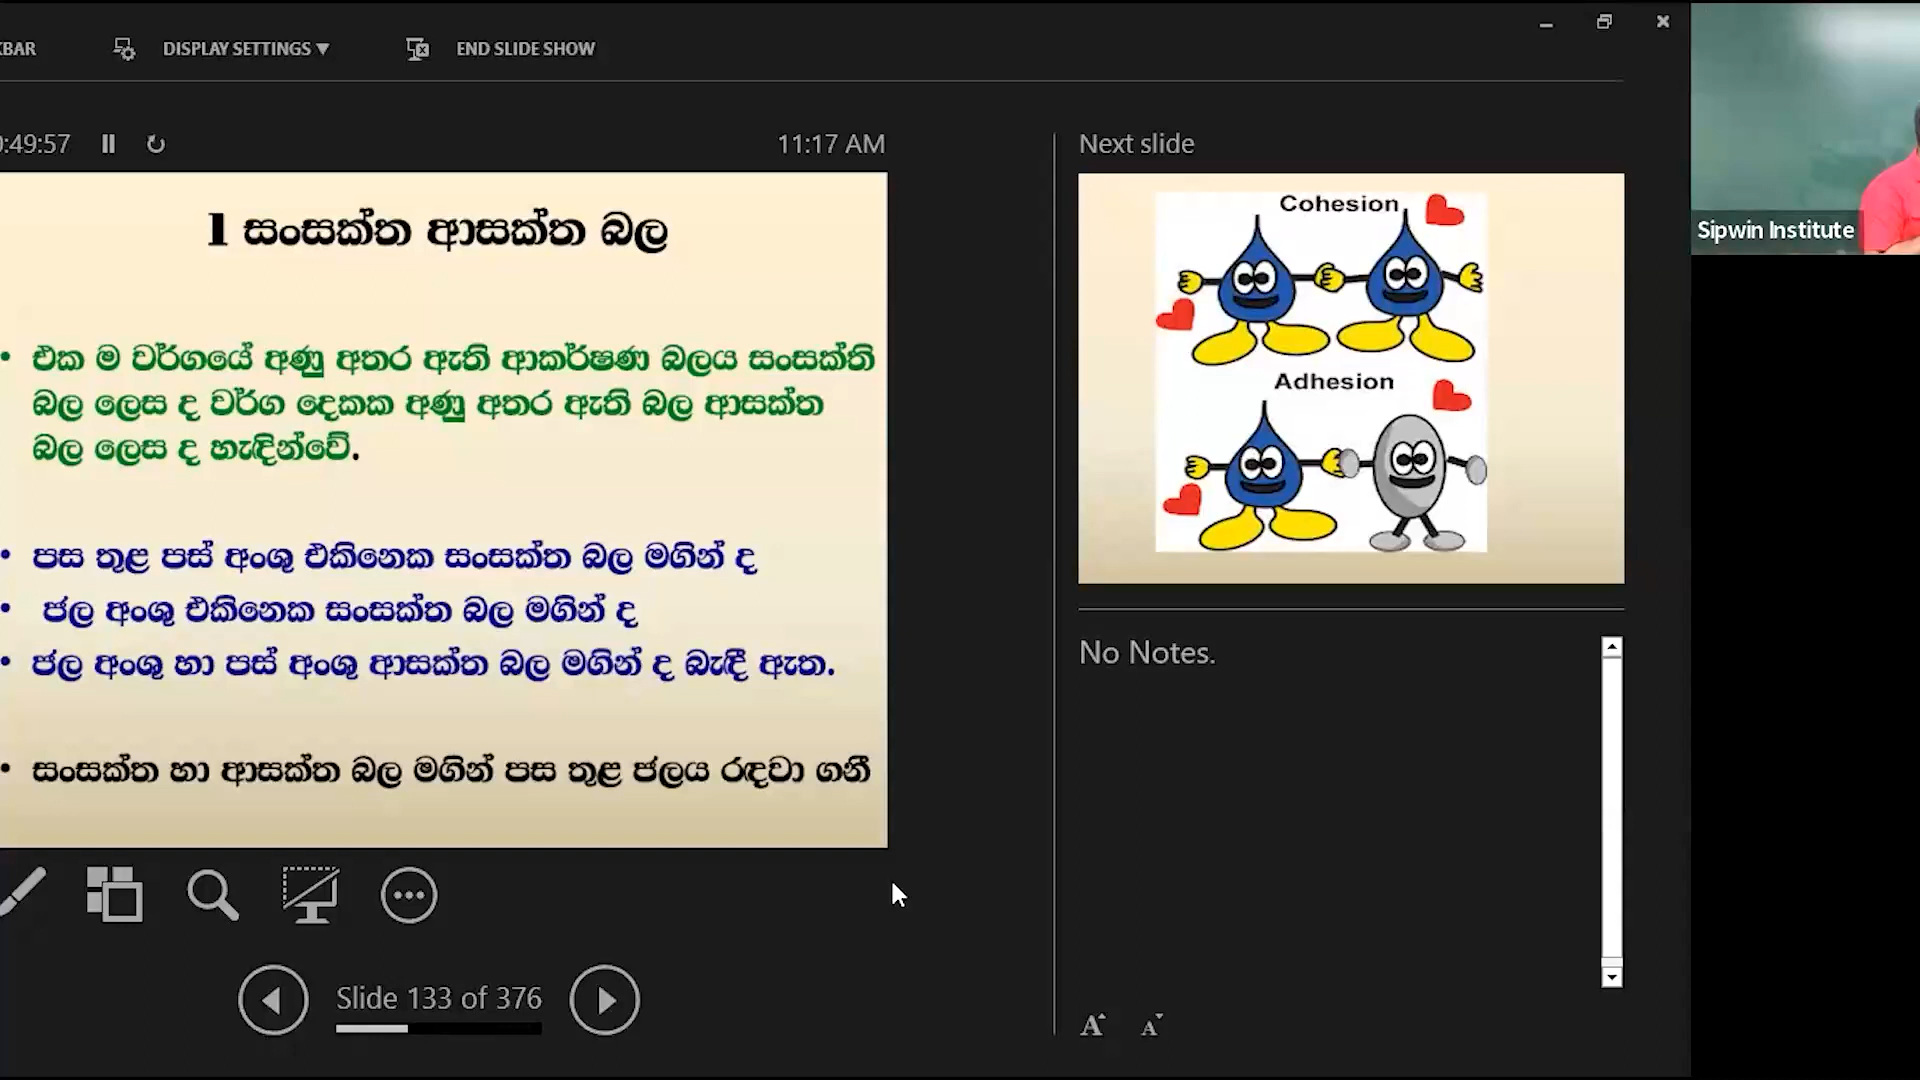 DISPLAY SETTINGS ▼
END SLIDE SHOW
:49:57
11:17 AM
1 සංසක්ත ආසක්ත බල
• එක ම වර්ගයේ අණු අතර ඇති ආකර්ෂණ බලය සංසක්ති
බල ලෙස ද වර්ග දෙකක අණු අතර ඇති බල ආසක්ත
බල ලෙස ද හැඳින්වේ.
• පස තුළ පස් අංශු එකිනෙක සංසක්ත බල මගින් ද
• ජල අංශු එකිනෙක සංසක්ත බල මගින් ද
• ජල අංශු හා පස් අංශු ආසක්ත බල මගින් ද බැඳී ඇත.
• සංසක්ත හා ආසක්ත බල මගින් පස තුළ ජලය රඳවා ගනී
Slide 133 of 376
Next slide
Cohesion
Adhesion
No Notes.
A A
Sipwin Institute